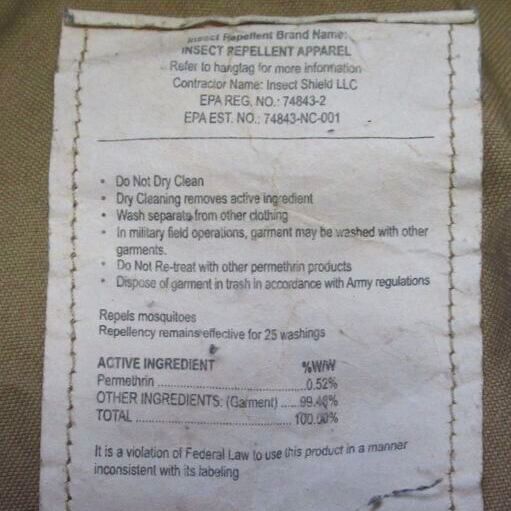 Insect Repellent Brand Name:
INSECT REPELLENT APPAREL
Refer to hangtag for more information
Contractor Name: Insect Shield LLC
EPA REG. NO.: 74843-2
EPA EST. NO.: 74843-NC-001
• Do Not Dry Clean
• Dry Cleaning removes active ingredient
• Wash separate from other clothing
• In military field operations, garment may be washed with other
garments.
• Do Not Re-treat with other permethrin products
• Dispose of garment in trash in accordance with Army regulations
Repels mosquitoes
Repellency remains effective for 25 washings
ACTIVE INGREDIENT %W/W
Permethrin ........................... 0.52%
OTHER INGREDIENTS: (Garment) ..... 99.48%
TOTAL ................................. 100.00%
It is a violation of Federal Law to use this product in a manner
inconsistent with its labeling